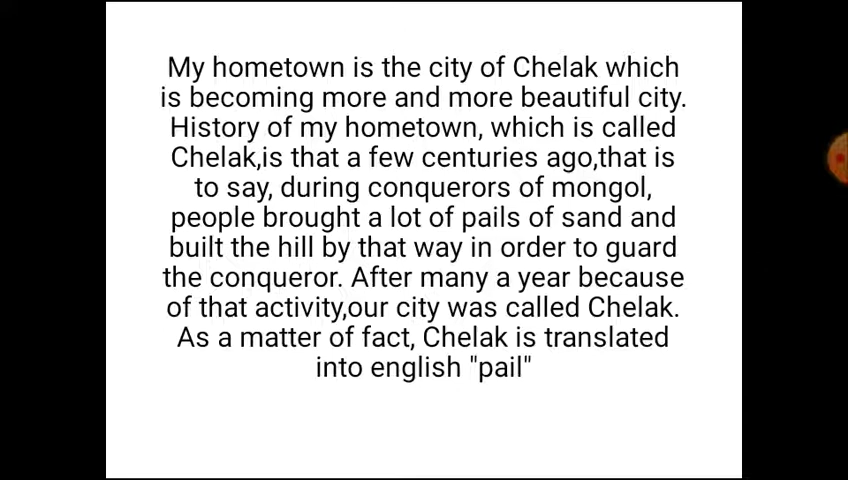 My hometown is the city of Chelak which
is becoming more and more beautiful city.
History of my hometown, which is called
Chelak,is that a few centuries ago,that is
to say, during conquerors of mongol,
people brought a lot of pails of sand and
built the hill by that way in order to guard
the conqueror. After many a year because
of that activity,our city was called Chelak.
As a matter of fact, Chelak is translated
into english "pail"